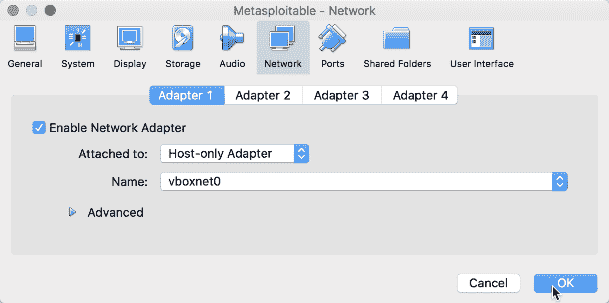 Metasploitable - Network
General System Display Storage Audio Network Ports Shared Folders User Interface
Adapter 1 Adapter 2 Adapter 3 Adapter 4
Enable Network Adapter
Attached to: Host-only Adapter
Name: vboxnet0
Advanced
Cancel OK